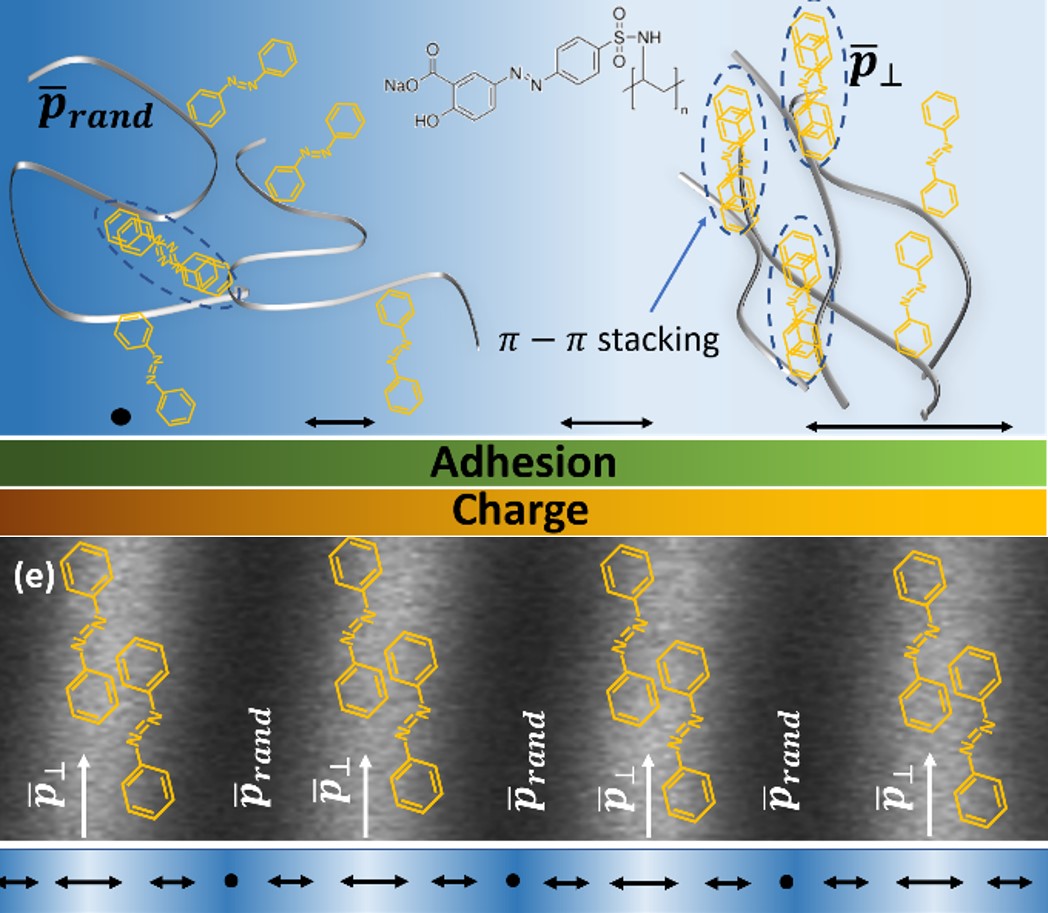 p̅rand
O
NaO
HO
N
N
O
S
NH
O
n
N=N
N=N
N=N
N=N
p̅⊥
π − π stacking
Adhesion
Charge
(e)
p̅⊥
p̅rand
p̅⊥
p̅rand
p̅⊥
p̅rand
p̅⊥